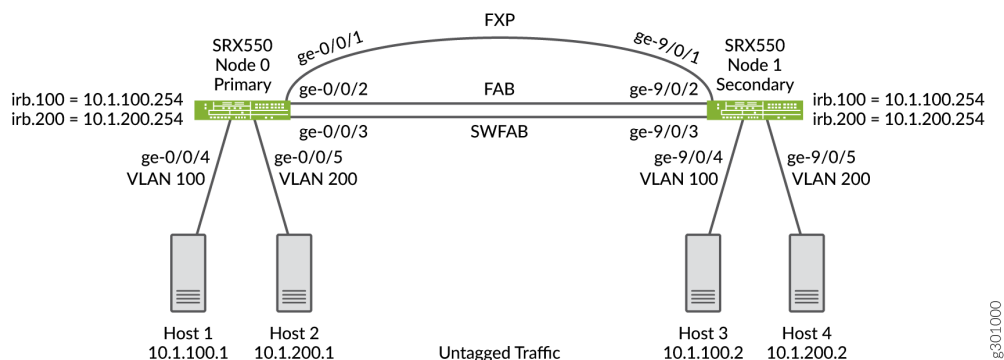 FXP
SRX550
Node 0
Primary
ge-0/0/1
ge-9/0/1
SRX550
Node 1
Secondary
irb.100 = 10.1.100.254
irb.200 = 10.1.200.254
ge-0/0/2
FAB
ge-9/0/2
irb.100 = 10.1.100.254
irb.200 = 10.1.200.254
ge-0/0/3
SWFAB
ge-9/0/3
ge-0/0/4
VLAN 100
ge-0/0/5
VLAN 200
ge-9/0/4
VLAN 100
ge-9/0/5
VLAN 200
Host 1
10.1.100.1
Host 2
10.1.200.1
Untagged Traffic
Host 3
10.1.100.2
Host 4
10.1.200.2
g301000